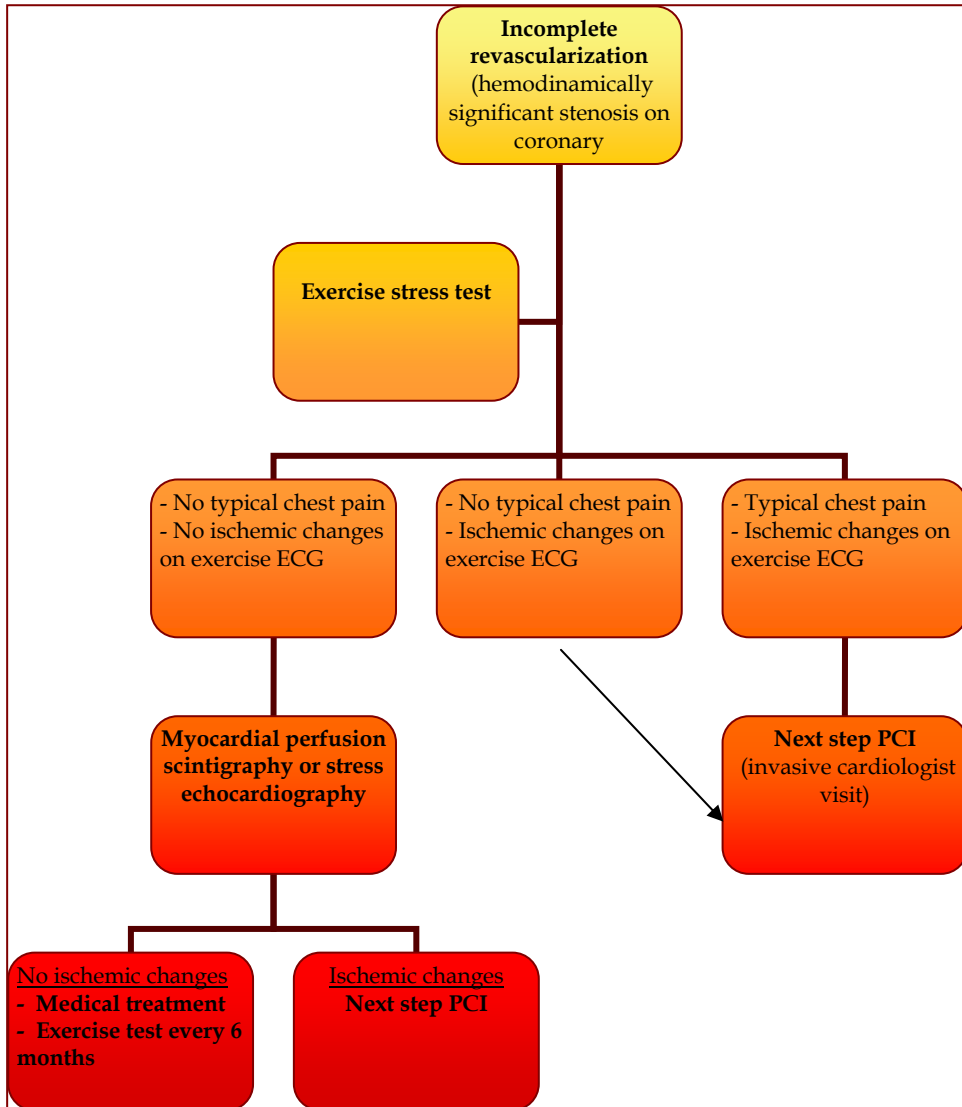 Incomplete
revascularization
(hemodinamically
significant stenosis on
coronary
Exercise stress test
- No typical chest pain
- No ischemic changes
on exercise ECG
- No typical chest pain
- Ischemic changes on
exercise ECG
- Typical chest pain
- Ischemic changes on
exercise ECG
Myocardial perfusion
scintigraphy or stress
echocardiography
Next step PCI
(invasive cardiologist
visit)
No ischemic changes
- Medical treatment
- Exercise test every 6
months
Ischemic changes
Next step PCI